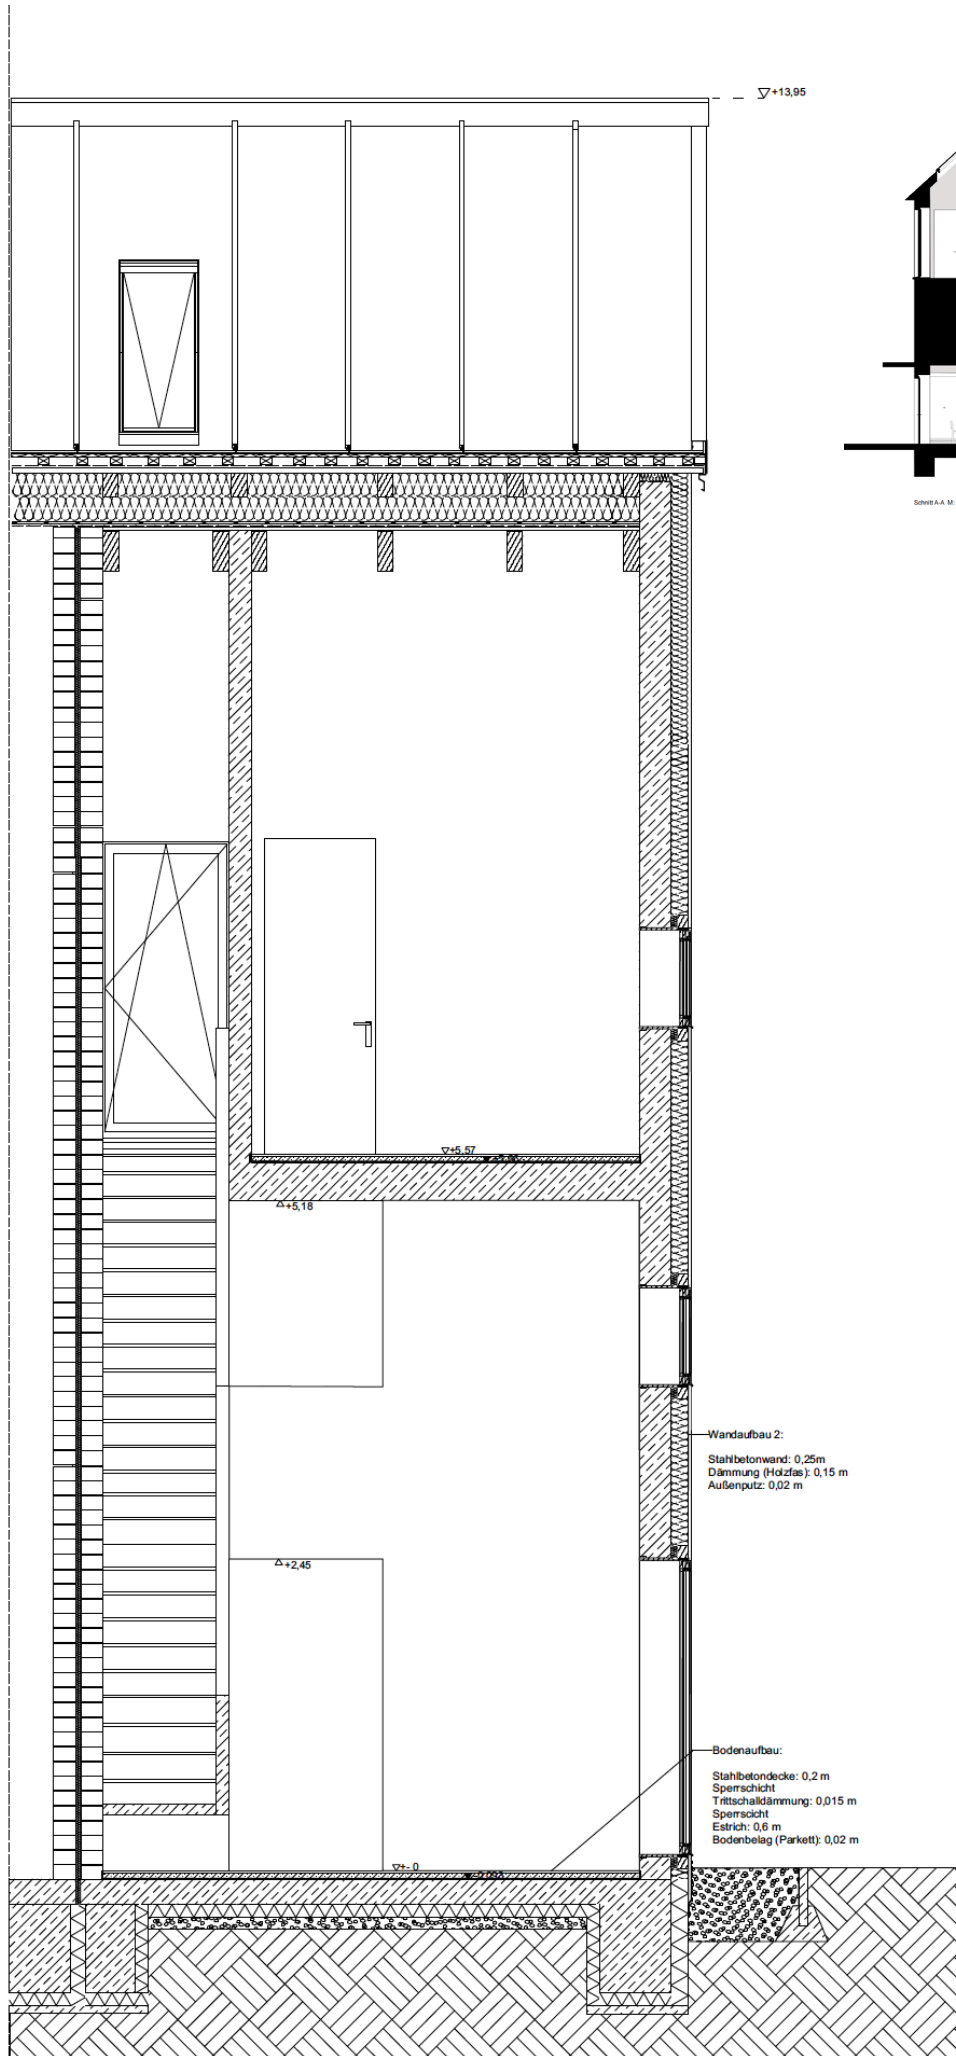 +13,95
Schnitt A-A M:
+5,57
+5,18
Wandaufbau 2:
Stahlbetonwand: 0,25m
Dämmung (Holzfas): 0,15 m
Außenputz: 0,02 m
+2,45
Bodenaufbau:
Stahlbetondecke: 0,2 m
Sperrschicht
Trittschalldämmung: 0,015 m
Sperrscicht
Estrich: 0,6 m
Bodenbelag (Parkett): 0,02 m
+- 0
-0,093